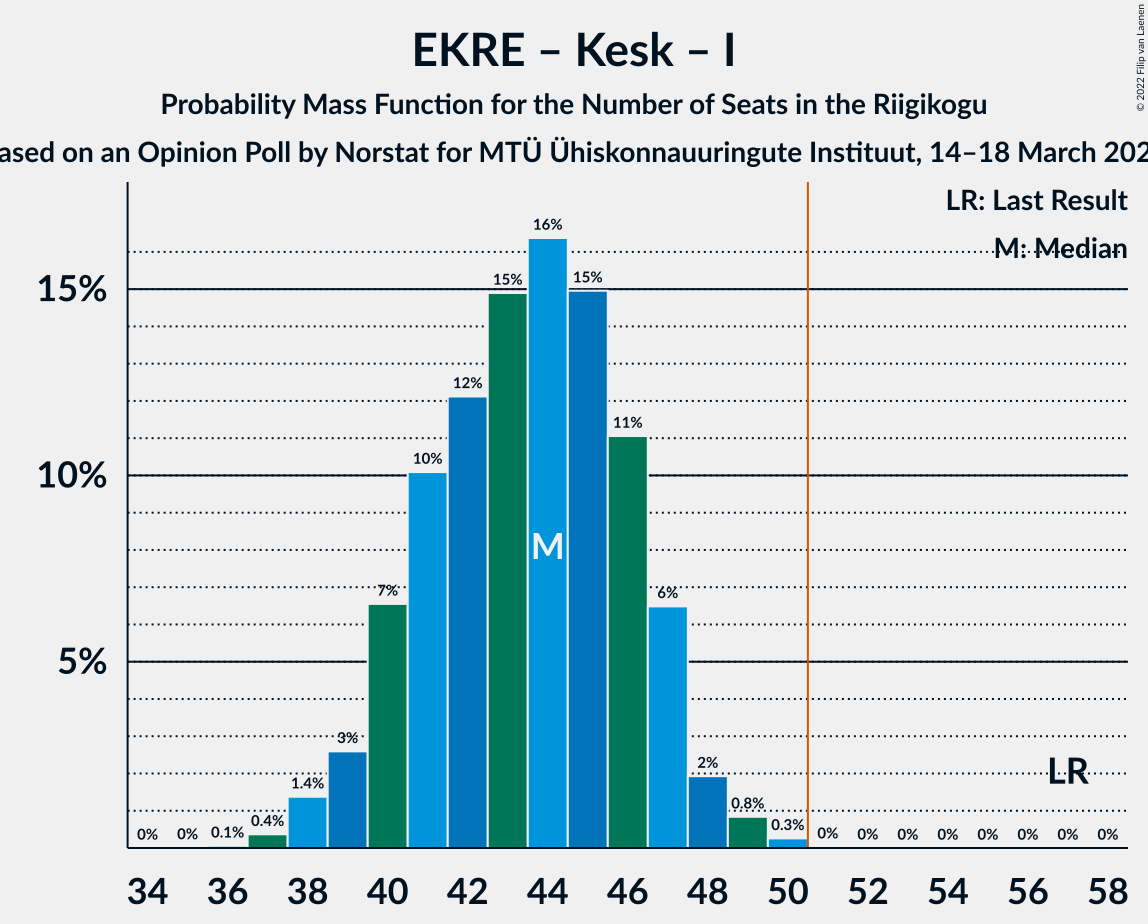 EKRE – Kesk – I
Probability Mass Function for the Number of Seats in the Riigikogu
ased on an Opinion Poll by Norstat for MTÜ Ühiskonnauuringute Instituut, 14–18 March 202
© 2022 Filip van Laenen
LR: Last Result
M: Median
15%
10%
5%
0% 0% 0.1% 0.4% 1.4% 3% 7% 10% 12% 15% 16% 15% 11% 6% 2% 0.8% 0.3% 0% 0% 0% 0% 0% 0% 0% 0%
M
LR
34 36 38 40 42 44 46 48 50 52 54 56 58